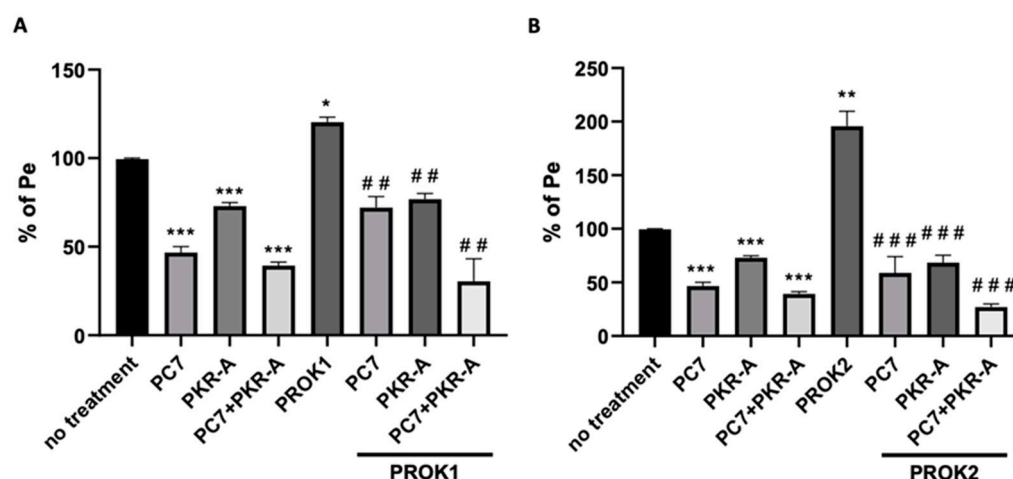 A
% of Pe
150
100
50
0
***
***
***
*
# #
# #
# #
no treatment
PC7
PKR-A
PC7+PKR-A
PROK1
PC7
PKR-A
PC7+PKR-A
PROK1
B
% of Pe
250
200
150
100
50
0
***
***
***
**
# # #
# # #
# # #
no treatment
PC7
PKR-A
PC7+PKR-A
PROK2
PC7
PKR-A
PC7+PKR-A
PROK2